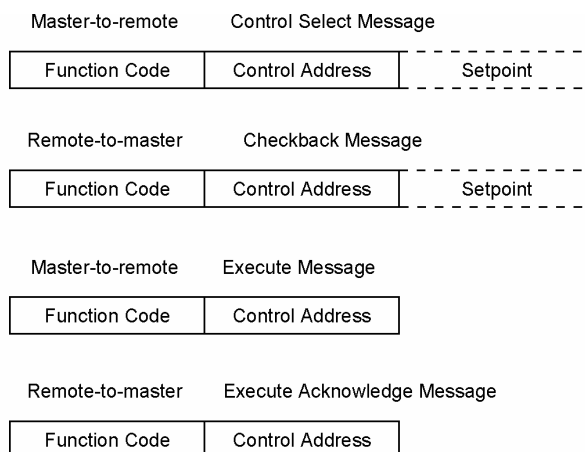 Master-to-remote Control Select Message
Function Code Control Address Setpoint
Remote-to-master Checkback Message
Function Code Control Address Setpoint
Master-to-remote Execute Message
Function Code Control Address
Remote-to-master Execute Acknowledge Message
Function Code Control Address